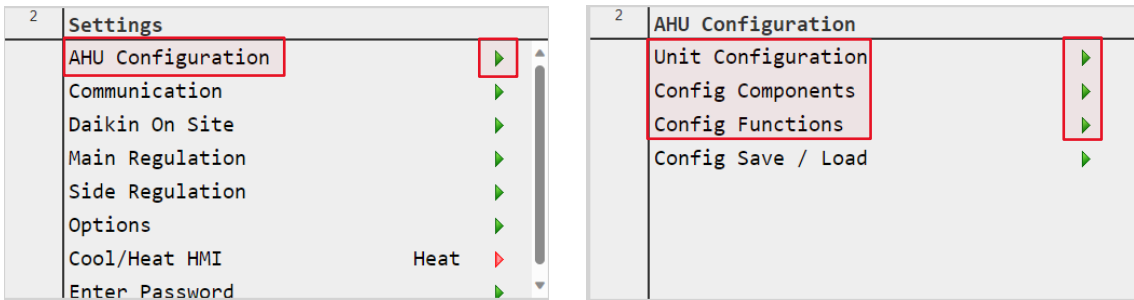 2
Settings
AHU Configuration
Communication
Daikin On Site
Main Regulation
Side Regulation
Options
Cool/Heat HMI Heat
Enter Password
2
AHU Configuration
Unit Configuration
Config Components
Config Functions
Config Save / Load